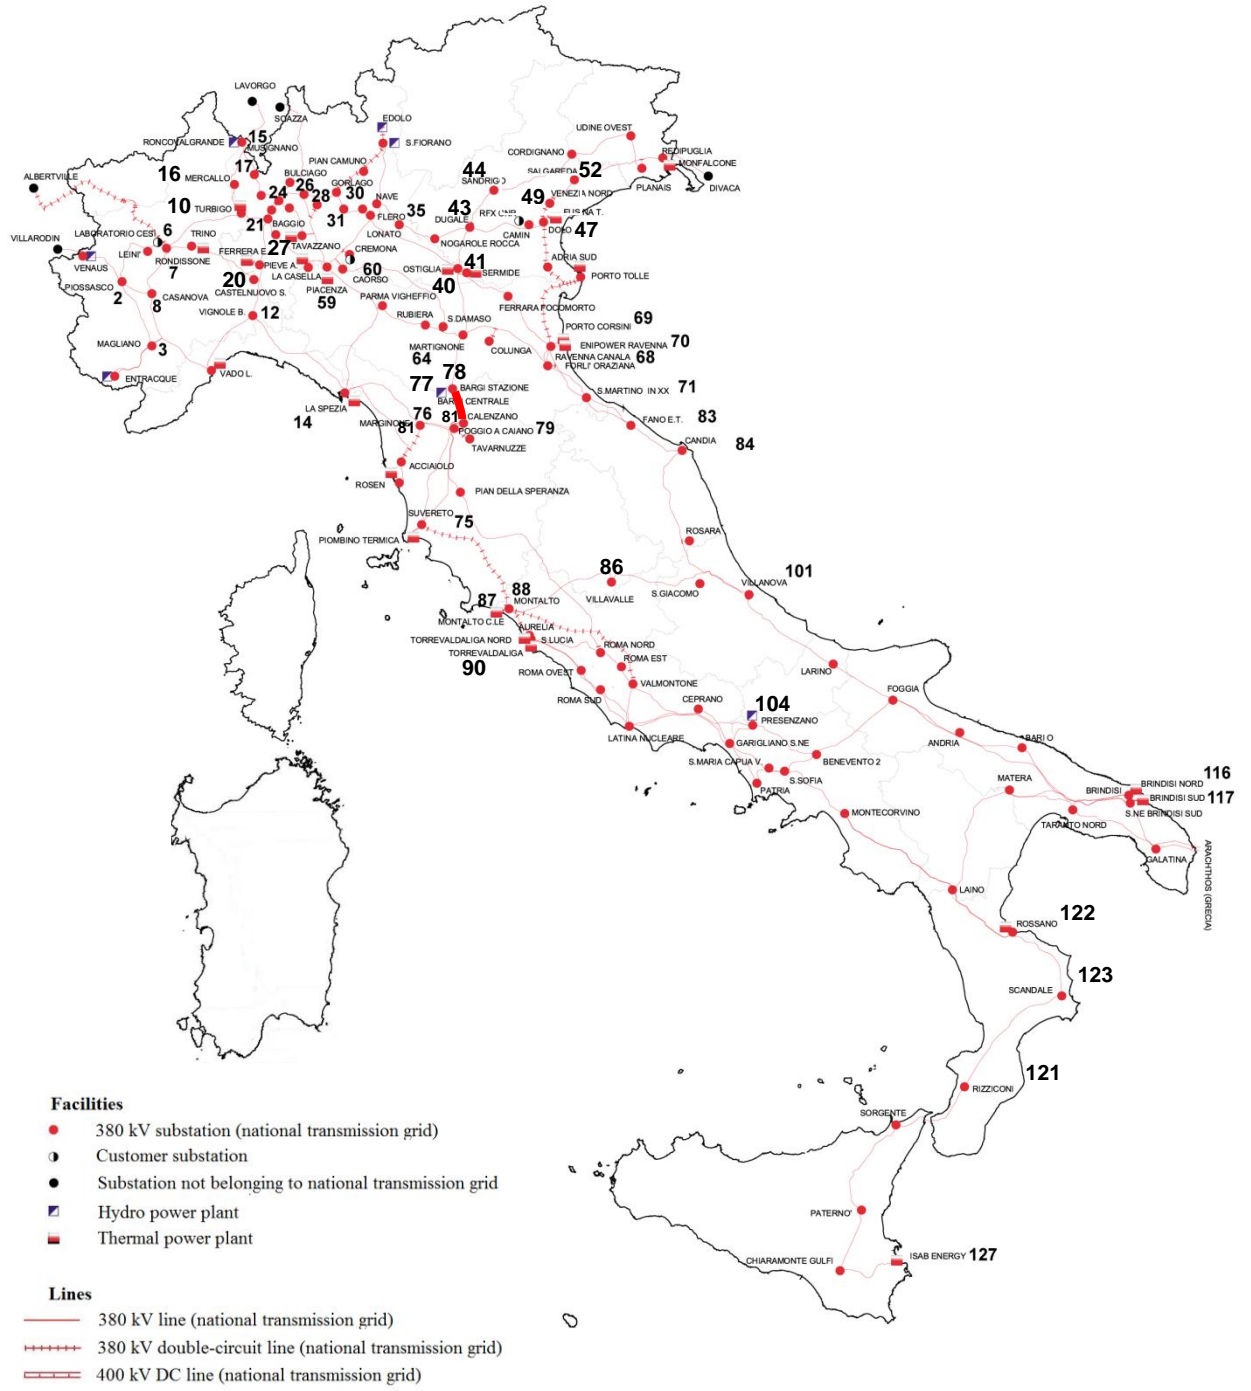 LAVORGO
SOAZZA
EDOLO
RONCOVALGRANDE
15
MUSIGNANO
S.FIORANO
UDINE OVEST
CORDIGNANO
REDIPUGLIA
MONFALCONE
ALBERTVILLE
16
17
MERCALLO
BULCIAGO
PIAN CAMUNO
GORLAGO
44
SANDRIGO
SALGAREDA
52
PLANAIS
DIVACA
10
TURBIGO
24
26
28
30
NAVE
49
VENEZIA NORD
LABORATORIO CESI
6
TRINO
21
BAGGIO
31
FLERO
35
43
DUGALE
CAMIN
DOLO
47
VILLARODIN
LEINI'
RONDISSONE
FERRERA E.
27
TAVAZZANO
CREMONA
LONATO
NOGAROLE ROCCA
VENAUS
7
PIEVE A.
LA CASELLA
60
CAORSO
OSTIGLIA
41
SERMIDE
ADRIA SUD
PORTO TOLLE
PIOSSASCO
2
8
CASANOVA
20
CASTELNUOVO S.
PIACENZA
59
40
VIGNOLE B.
12
PARMA VIGHEFFIO
FERRARA FOCOMORTO
RUBIERA
S.DAMASO
PORTO CORSINI
69
MAGLIANO
3
MARTIGNONE
COLUNGA
ENIPOWER RAVENNA
70
64
RAVENNA CANALA
68
FORLI' ORAZIANA
ENTRACQUE
VADO L.
77
78
BARGI STAZIONE
S.MARTINO IN XX
71
LA SPEZIA
14
76
81
CALENZANO
FANO E.T.
83
MARGINONE
81
POGGIO A CAIANO
79
CANDIA
84
TAVARNUZZE
ACCIAIOLO
ROSEN
PIAN DELLA SPERANZA
SUVERETO
75
PIOMBINO TERMICA
ROSARA
86
VILLAVALLE
S.GIACOMO
VILLANOVA
101
87
88
MONTALTO
MONTALTO C.LE
AURELIA
TORREVALDALIGA NORD
S.LUCIA
ROMA NORD
TORREVALDALIGA
ROMA EST
90
ROMA OVEST
VALMONTONE
LARINO
ROMA SUD
CEPRANO
104
PRESENZANO
FOGGIA
LATINA NUCLEARE
GARIGLIANO S.NE
ANDRIA
BARI O
S.MARIA CAPUA V.
BENEVENTO 2
S.SOFIA
PATRIA
MATERA
BRINDISI
BRINDISI NORD
116
BRINDISI SUD
117
MONTECORVINO
TARANTO NORD
S.NE BRINDISI SUD
GALATINA
ARACHTHOS (GRECIA)
LAINO
ROSSANO
122
SCANDALE
123
RIZZICONI
121
SORGENTE
PATERNO'
CHIARAMONTE GULFI
ISAB ENERGY
127
Facilities
380 kV substation (national transmission grid)
Customer substation
Substation not belonging to national transmission grid
Hydro power plant
Thermal power plant
Lines
380 kV line (national transmission grid)
380 kV double-circuit line (national transmission grid)
400 kV DC line (national transmission grid)